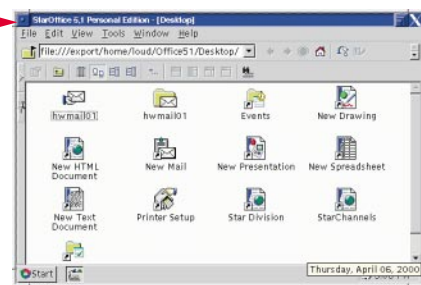 StarOffice 5.1 Personal Edition - [Desktop]
File Edit View Tools Window Help
file:///export/home/loud/Office51/Desktop/
hwmail01 hwmail01 Events New Drawing
New HTML Document New Mail New Presentation New Spreadsheet
New Text Document Printer Setup Star Division StarChannels
Start Thursday, April 06, 2000